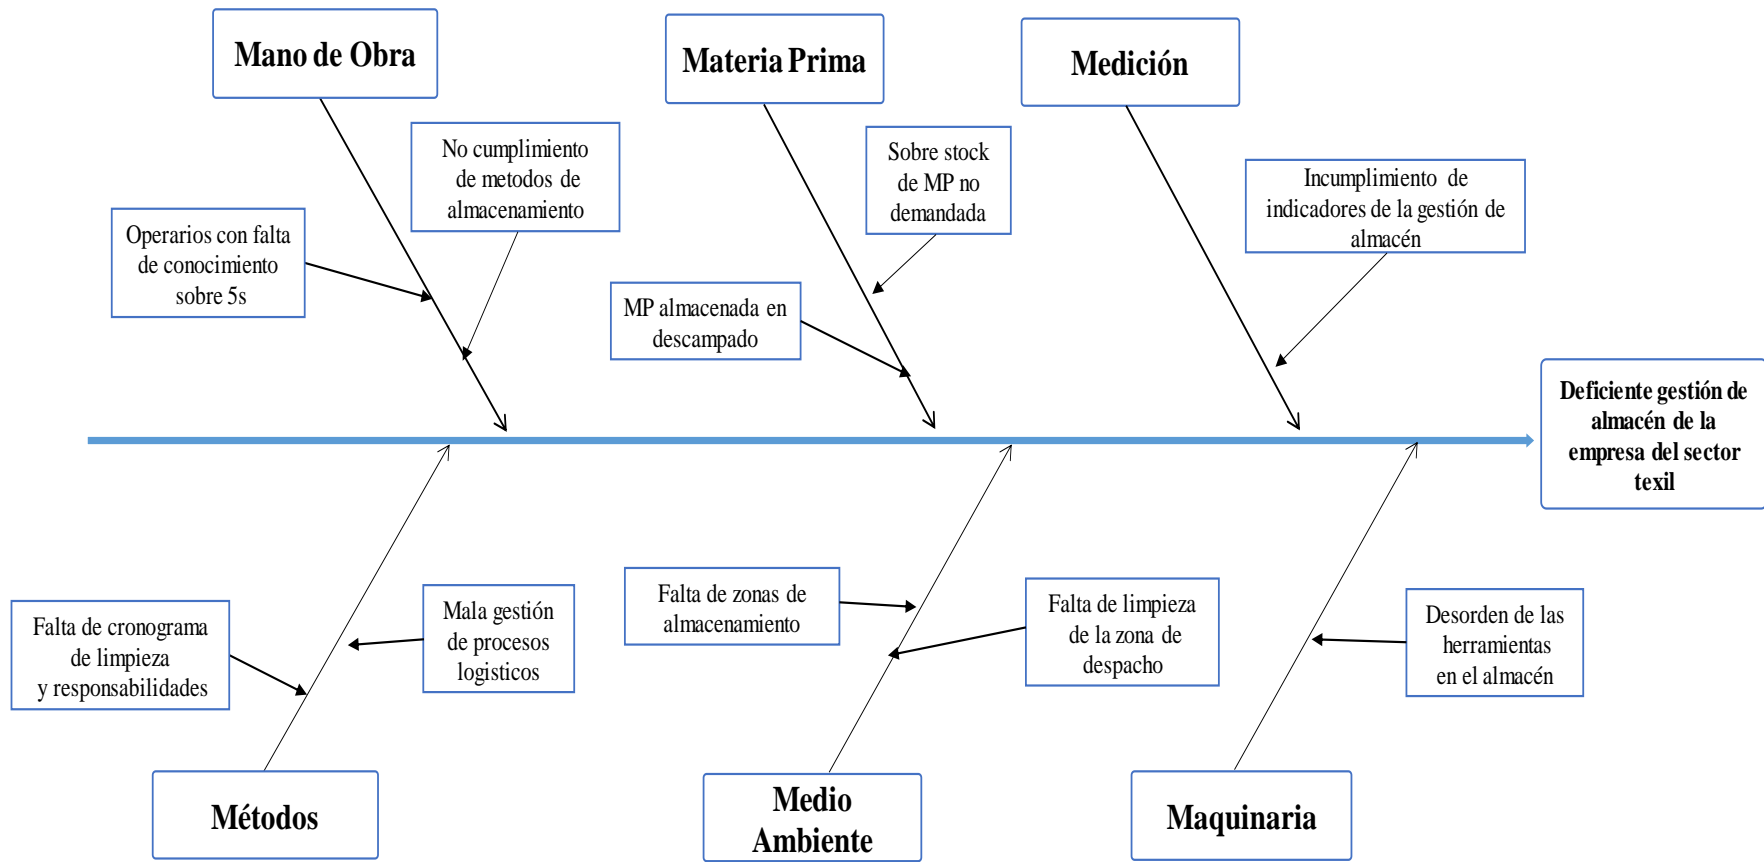 Mano de Obra
Materia Prima
Medición
No cumplimiento
de metodos de
almacenamiento
Operarios con falta
de conocimiento
sobre 5s
Sobre stock
de MP no
demandada
MP almacenada en
descampado
Incumplimiento de
indicadores de la gestión de
almacén
Deficiente gestión de
almacén de la
empresa del sector
texil
Falta de cronograma
de limpieza
y responsabilidades
Mala gestión
de procesos
logisticos
Falta de zonas de
almacenamiento
Falta de limpieza
de la zona de
despacho
Desorden de las
herramientas
en el almacén
Métodos
Medio
Ambiente
Maquinaria